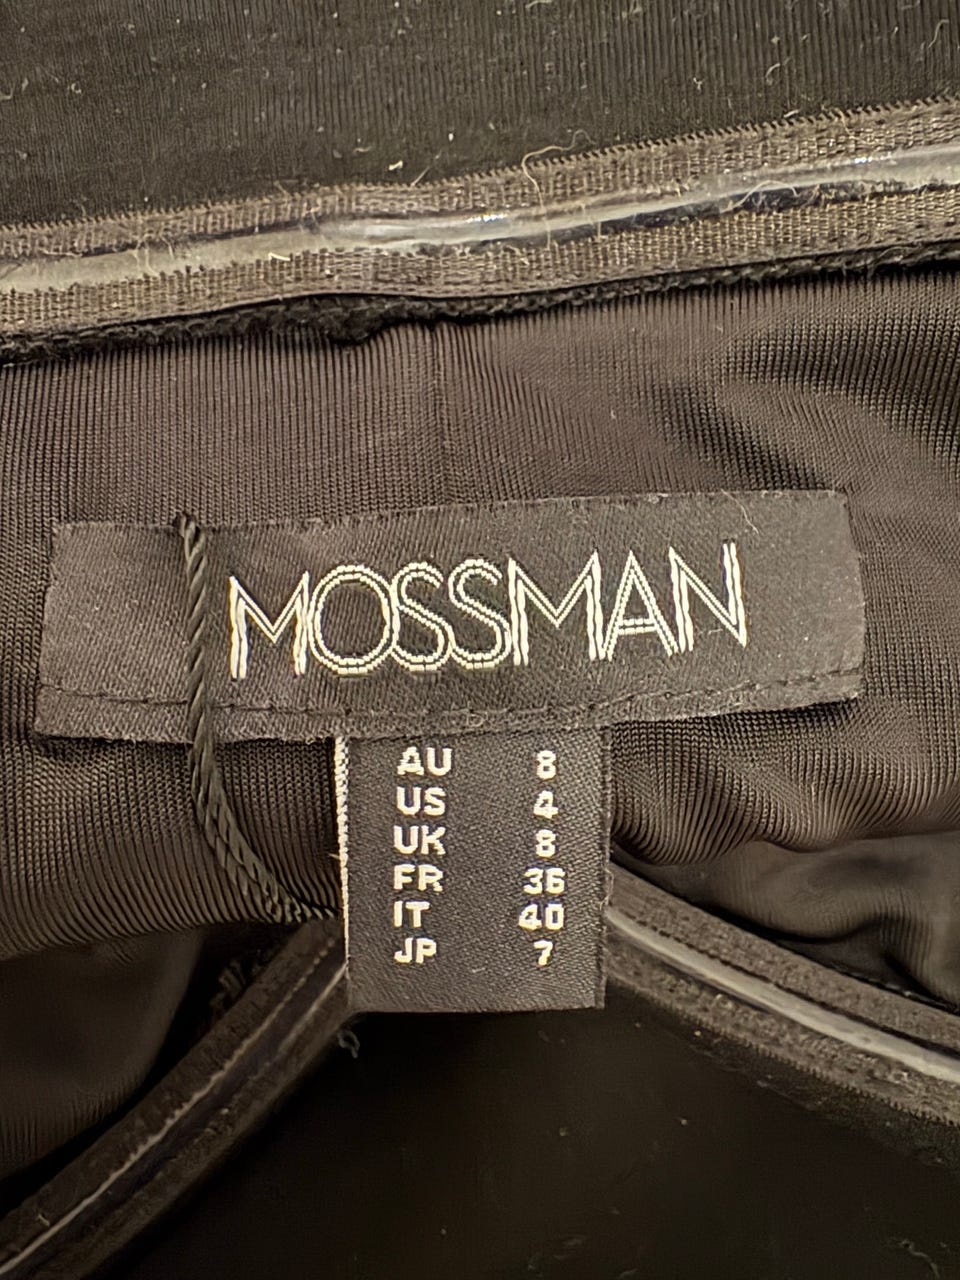 MOSSMAN
AU 8
US 4
UK 8
FR 36
IT 40
JP 7